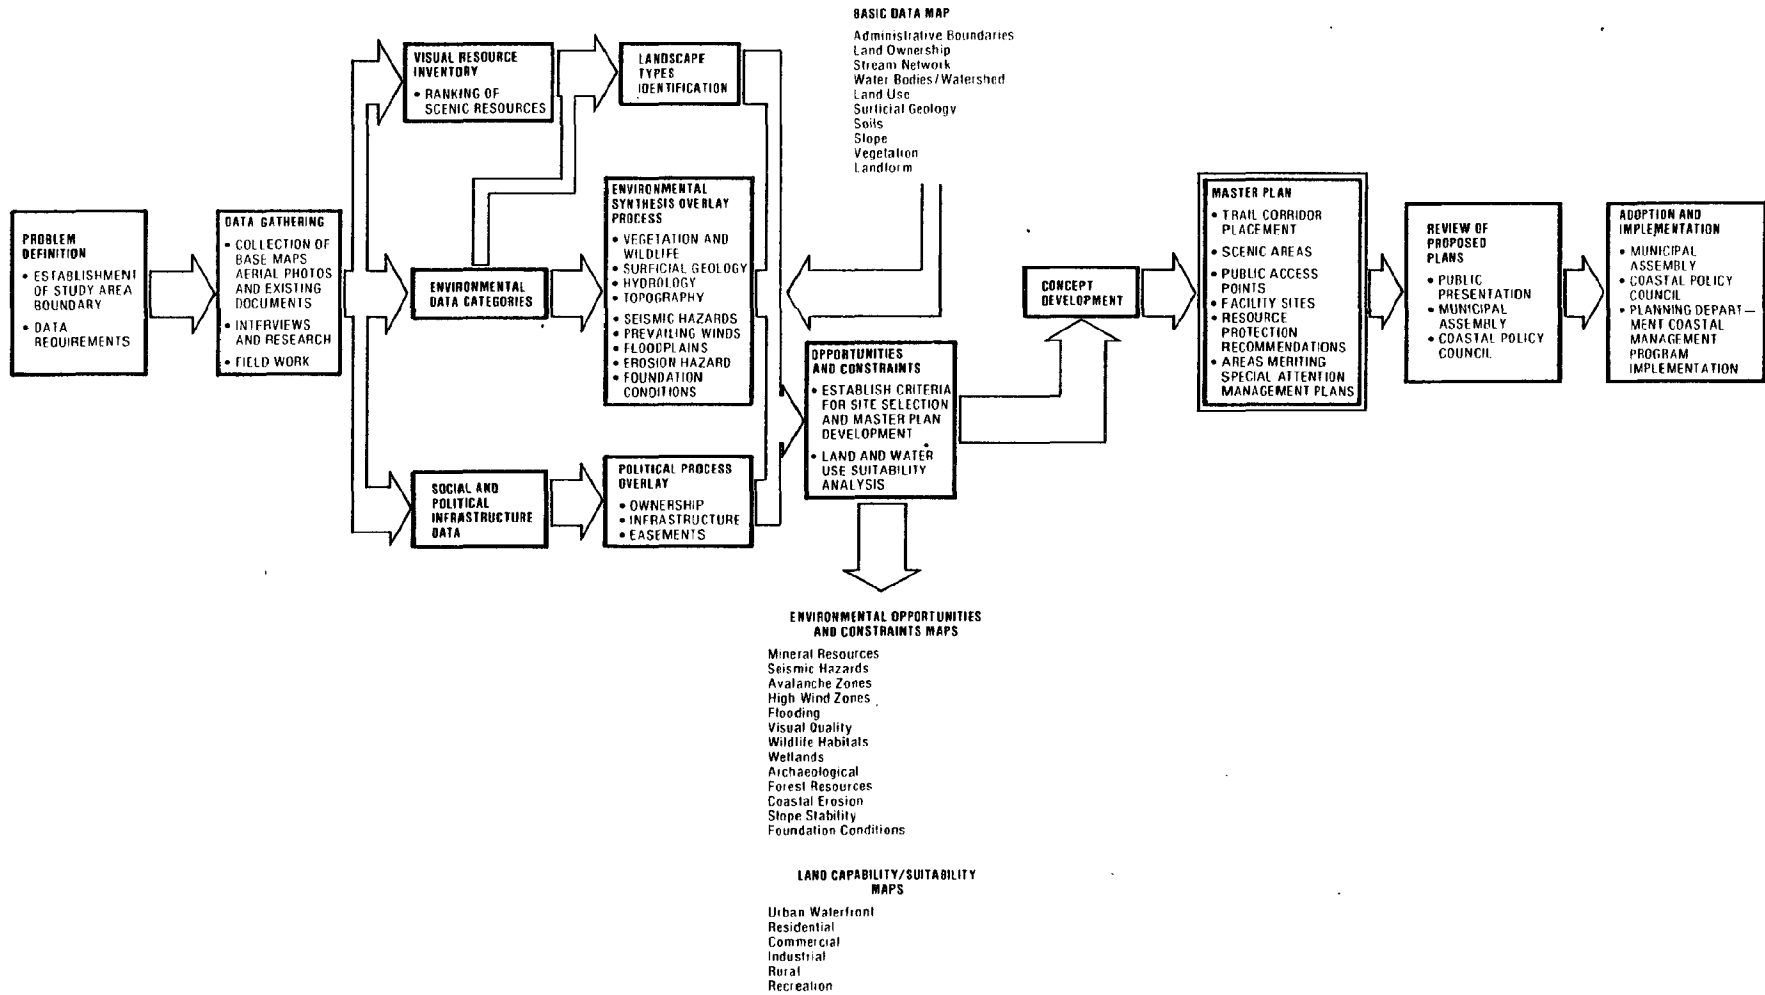 BASIC DATA MAP
Administrative Boundaries
Land Ownership
Stream Network
Water Bodies/Watershed
Land Use
Surficial Geology
Soils
Slope
Vegetation
Landform
PROBLEM
DEFINITION
• ESTABLISHMENT
OF STUDY AREA
BOUNDARY
• DATA
REQUIREMENTS
DATA GATHERING
• COLLECTION OF
BASE MAPS
AERIAL PHOTOS
AND EXISTING
DOCUMENTS
• INTERVIEWS
AND RESEARCH
• FIELD WORK
VISUAL RESOURCE
INVENTORY
• RANKING OF
SCENIC RESOURCES
LANDSCAPE
TYPES
IDENTIFICATION
ENVIRONMENTAL
DATA CATEGORIES
ENVIRONMENTAL
SYNTHESIS OVERLAY
PROCESS
• VEGETATION AND
WILDLIFE
• SURFICIAL GEOLOGY
• HYDROLOGY
• TOPOGRAPHY
• SEISMIC HAZARDS
• PREVAILING WINDS
• FLOODPLAINS
• EROSION HAZARD
• FOUNDATION
CONDITIONS
SOCIAL AND
POLITICAL
INFRASTRUCTURE
DATA
POLITICAL PROCESS
OVERLAY
• OWNERSHIP
• INFRASTRUCTURE
• EASEMENTS
OPPORTUNITIES
AND CONSTRAINTS
• ESTABLISH CRITERIA
FOR SITE SELECTION
AND MASTER PLAN
DEVELOPMENT
• LAND AND WATER
USE SUITABILITY
ANALYSIS
CONCEPT
DEVELOPMENT
MASTER PLAN
• TRAIL CORRIDOR
PLACEMENT
• SCENIC AREAS
• PUBLIC ACCESS
POINTS
• FACILITY SITES
• RESOURCE
PROTECTION
RECOMMENDATIONS
• AREAS MERITING
SPECIAL ATTENTION
MANAGEMENT PLANS
REVIEW OF
PROPOSED
PLANS
• PUBLIC
PRESENTATION
• MUNICIPAL
ASSEMBLY
• COASTAL POLICY
COUNCIL
ADOPTION AND
IMPLEMENTATION
• MUNICIPAL
ASSEMBLY
• COASTAL POLICY
COUNCIL
• PLANNING DEPART—
MENT COASTAL
MANAGEMENT
PROGRAM
IMPLEMENTATION
ENVIRONMENTAL OPPORTUNITIES
AND CONSTRAINTS MAPS
Mineral Resources
Seismic Hazards
Avalanche Zones
High Wind Zones
Flooding
Visual Quality
Wildlife Habitats
Wetlands
Archaeological
Forest Resources
Coastal Erosion
Slope Stability
Foundation Conditions
LAND CAPABILITY/SUITABILITY
MAPS
Urban Waterfront
Residential
Commercial
Industrial
Rural
Recreation